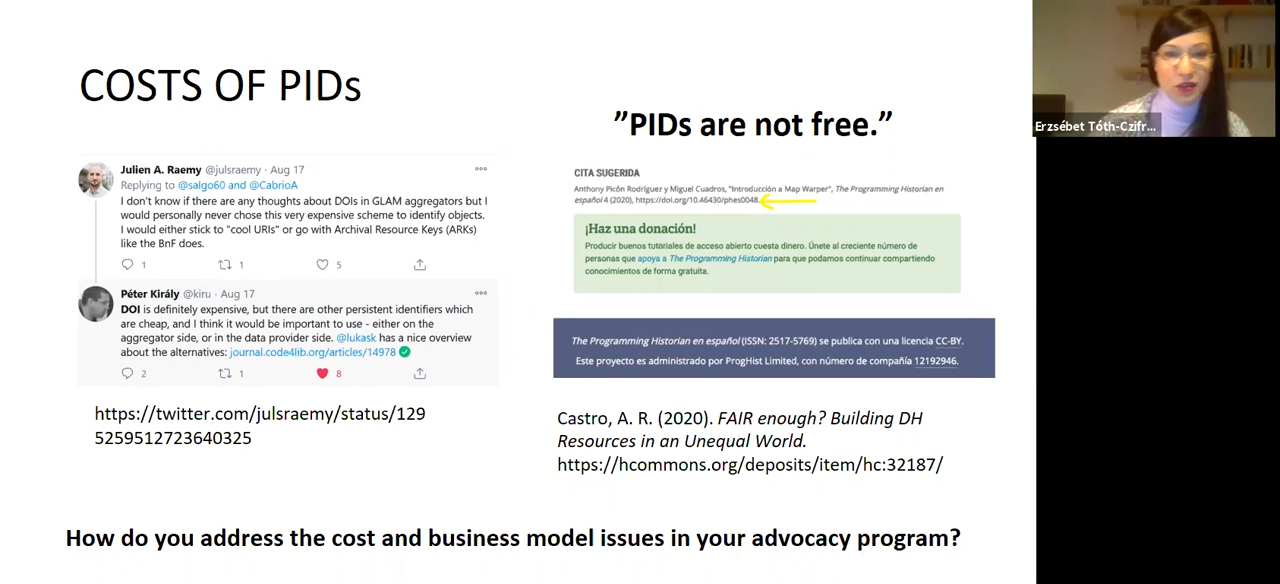 COSTS OF PIDs
Julien A. Raemy @julsraemy · Aug 17
Replying to @salgo60 and @CabrioA
I don't know if there are any thoughts about DOIs in GLAM aggregators but I
would personally never chose this very expensive scheme to identify objects.
I would either stick to "cool URIs" or go with Archival Resource Keys (ARKs)
like the BnF does.
1
1
5
Péter Király @kiru · Aug 17
DOI is definitely expensive, but there are other persistent identifiers which
are cheap, and I think it would be important to use - either on the
aggregator side, or in the data provider side. @lukask has a nice overview
about the alternatives: journal.code4lib.org/articles/14978
2
1
8
https://twitter.com/julsraemy/status/129
5259512723640325
”PIDs are not free.”
CITA SUGERIDA
Anthony Picón Rodríguez y Miguel Cuadros, "Introducción a Map Warper", The Programming Historian en
español 4 (2020), https://doi.org/10.46430/phes0048.
¡Haz una donación!
Producir buenos tutoriales de acceso abierto cuesta dinero. Únete al creciente número de
personas que apoya a The Programming Historian para que podamos continuar compartiendo
conocimientos de forma gratuita.
The Programming Historian en español (ISSN: 2517-5769) se publica con una licencia CC-BY.
Este proyecto es administrado por ProgHist Limited, con número de compañía 12192946.
Castro, A. R. (2020). FAIR enough? Building DH
Resources in an Unequal World.
https://hcommons.org/deposits/item/hc:32187/
How do you address the cost and business model issues in your advocacy program?
Erzsébet Tóth-Czifr...